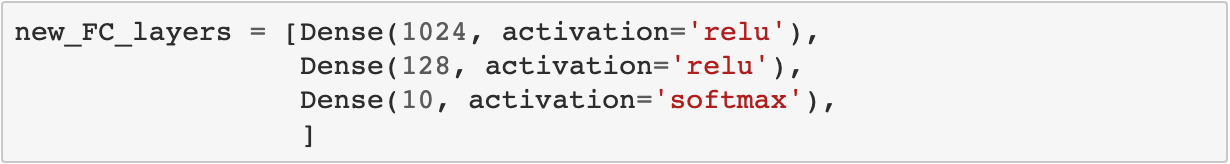 new_FC_layers = [Dense(1024, activation='relu'),
                 Dense(128, activation='relu'),
                 Dense(10, activation='softmax'),
                 ]